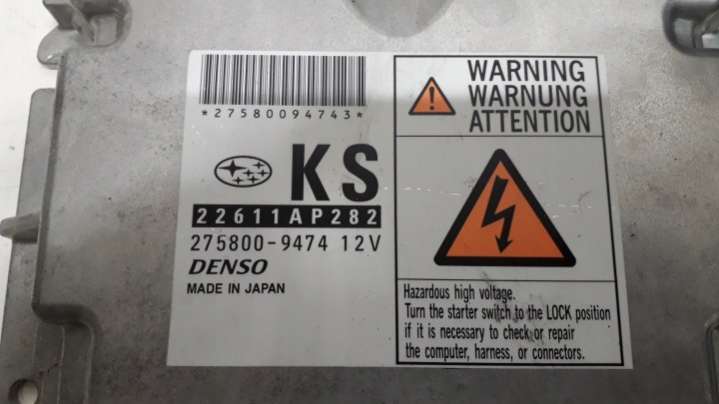 *27580094743*
KS
22611AP282
275800-9474 12V
DENSO
MADE IN JAPAN
WARNING
WARNUNG
ATTENTION
Hazardous high voltage.
Turn the starter switch to the LOCK position
if it is necessary to check or repair
the computer, harness, or connectors.